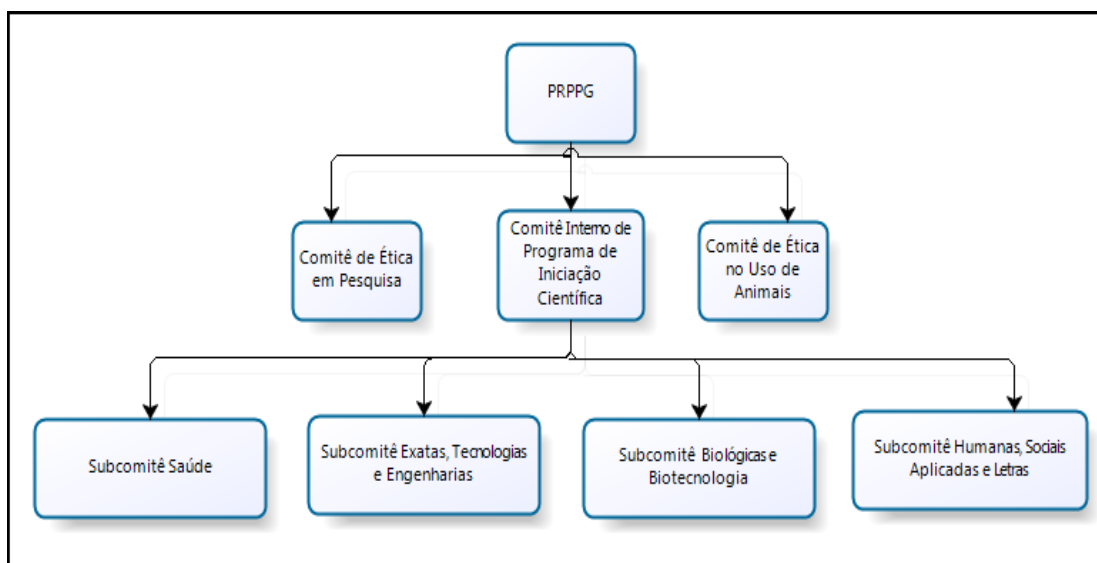 PRPPG
Comitê de Ética
em Pesquisa
Comitê Interno de
Programa de
Iniciação
Científica
Comitê de Ética
no Uso de
Animais
Subcomitê Saúde
Subcomitê Exatas, Tecnologias
e Engenharias
Subcomitê Biológicas e
Biotecnologia
Subcomitê Humanas, Sociais
Aplicadas e Letras